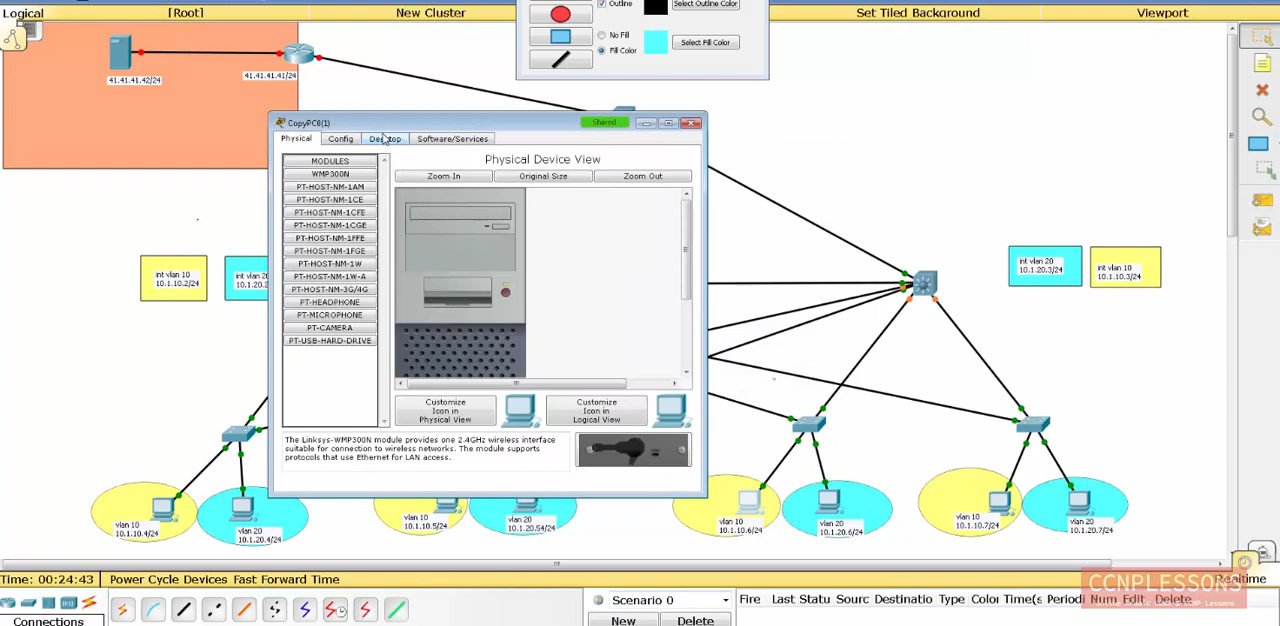 Logical [Root] New Cluster Set Tiled Background Viewport
Outline Select Outline Color
No Fill
Fill Color Select Fill Color
41.41.41.42/24 41.41.41.41/24
CopyPC8(1) Shared
Physical Config Desktop Software/Services
MODULES
WMP300N
PT-HOST-NM-1AM
PT-HOST-NM-1CE
PT-HOST-NM-1CFE
PT-HOST-NM-1CGE
PT-HOST-NM-1FFE
PT-HOST-NM-1FGE
PT-HOST-NM-1W
PT-HOST-NM-1W-A
PT-HOST-NM-3G/4G
PT-HEADPHONE
PT-MICROPHONE
PT-CAMERA
PT-USB-HARD-DRIVE
Physical Device View
Zoom In Original Size Zoom Out
Customize
Icon in
Physical View
Customize
Icon in
Logical View
The Linksys-WMP300N module provides one 2.4GHz wireless interface
suitable for connection to wireless networks. The module supports
protocols that use Ethernet for LAN access.
int vlan 10
10.1.10.2/24
int vlan 20
10.1.20.3/24
int vlan 10
10.1.10.3/24
vlan 10
10.1.10.4/24
vlan 20
10.1.20.4/24
vlan 10
10.1.10.5/24
vlan 20
10.1.20.54/24
vlan 10
10.1.10.6/24
vlan 20
10.1.20.6/24
vlan 10
10.1.10.7/24
vlan 20
10.1.20.7/24
Time: 00:24:43 Power Cycle Devices Fast Forward Time Realtime
Connections
Scenario 0
New Delete
Fire Last Statu Sourc Destinatio Type Color Time(s Periodi Num Edit Delete
CCNPLESSONS